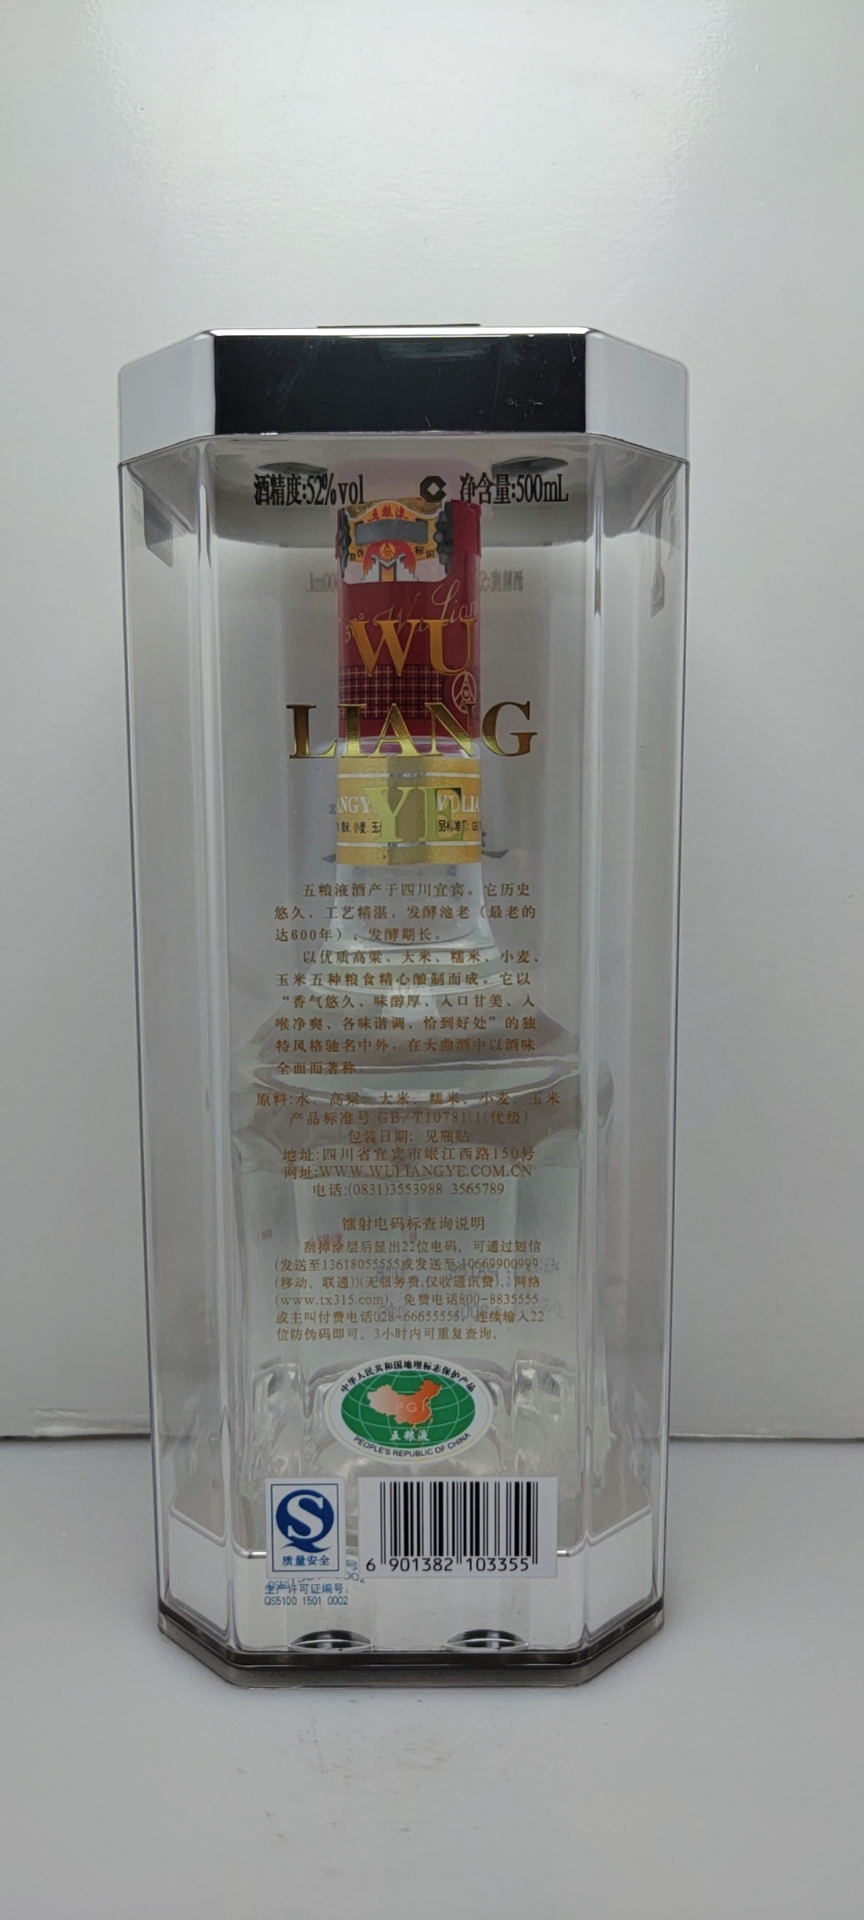 酒精度:52%vol 净含量:500mL
五粮液
WU
LIANG
YE
五粮液酒产于四川宜宾。它历史
悠久、工艺精湛、发酵池老（最老的
达600年）、发酵期长。
以优质高粱、大米、糯米、小麦、
玉米五种粮食精心酿制而成。它以
“香气悠久、味醇厚、入口甘美、入
喉净爽、各味谐调、恰到好处”的独
特风格驰名中外，在大曲酒中以酒味
全面而著称。
原料:水、高粱、大米、糯米、小麦、玉米
产品标准号:GB/T10781.1(优级)
包装日期：见瓶贴
地址:四川省宜宾市岷江西路150号
网址:WWW.WULIANGYE.COM.CN
电话:(0831)3553988 3565789
镭射电码标查询说明
刮掉涂层后显出22位电码，可通过短信
(发送至13618055555或发送至:10669900999
(移动、联通))(无服务费,仅收通讯费)、网络
(www.tx315.com)、免费电话800-8835555
或主叫付费电话028-66655555，连续输入22
位防伪码即可。3小时内可重复查询。
中华人民共和国地理标志保护产品
PGI
五粮液
PEOPLE'S REPUBLIC OF CHINA
质量安全
6 901382 103355
生产许可证编号:
QS5100 1501 0002